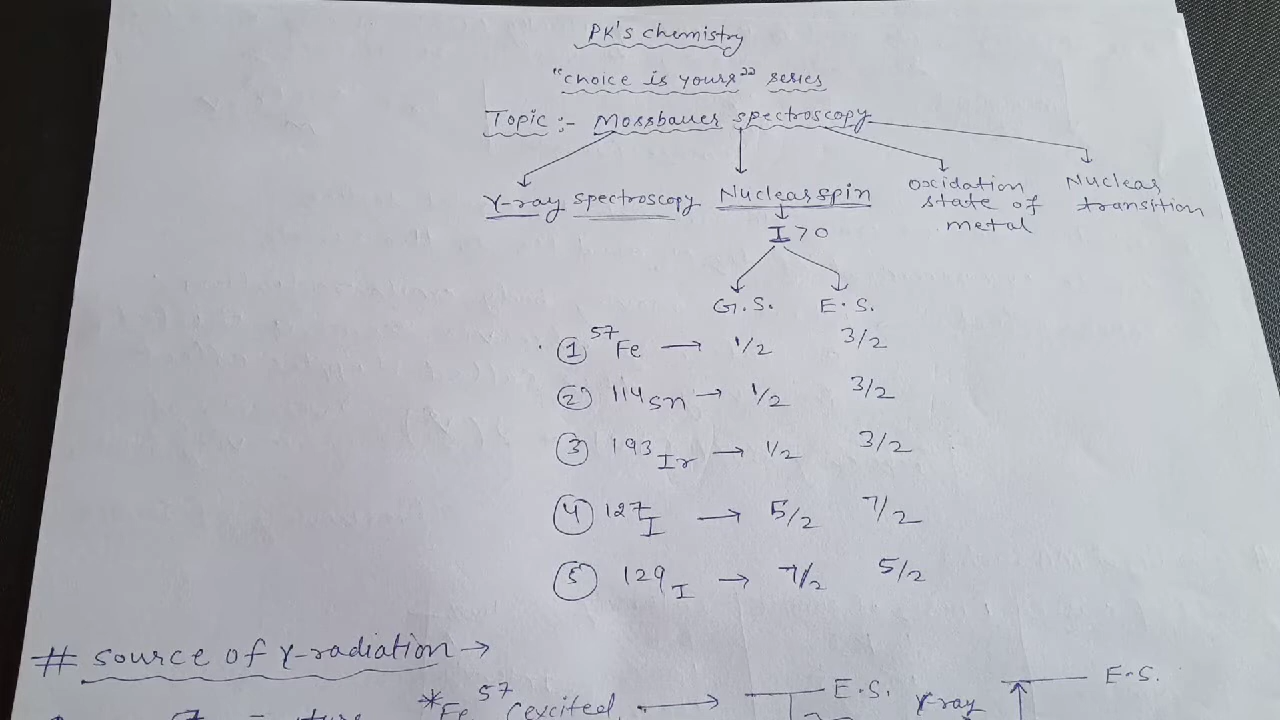 PK's chemistry
"choice is yours" series
Topic :- Mossbauer spectroscopy
γ-ray spectroscopy Nuclear spin oxidation state of metal Nuclear transition
I > 0
G.S. E.S.
① 57Fe → 1/2 3/2
② 114Sn → 1/2 3/2
③ 193Ir → 1/2 3/2
④ 127I → 5/2 7/2
⑤ 129I → 7/2 5/2
# source of γ-radiation →
*Fe57 (excited → E.S. γ-ray E.S.